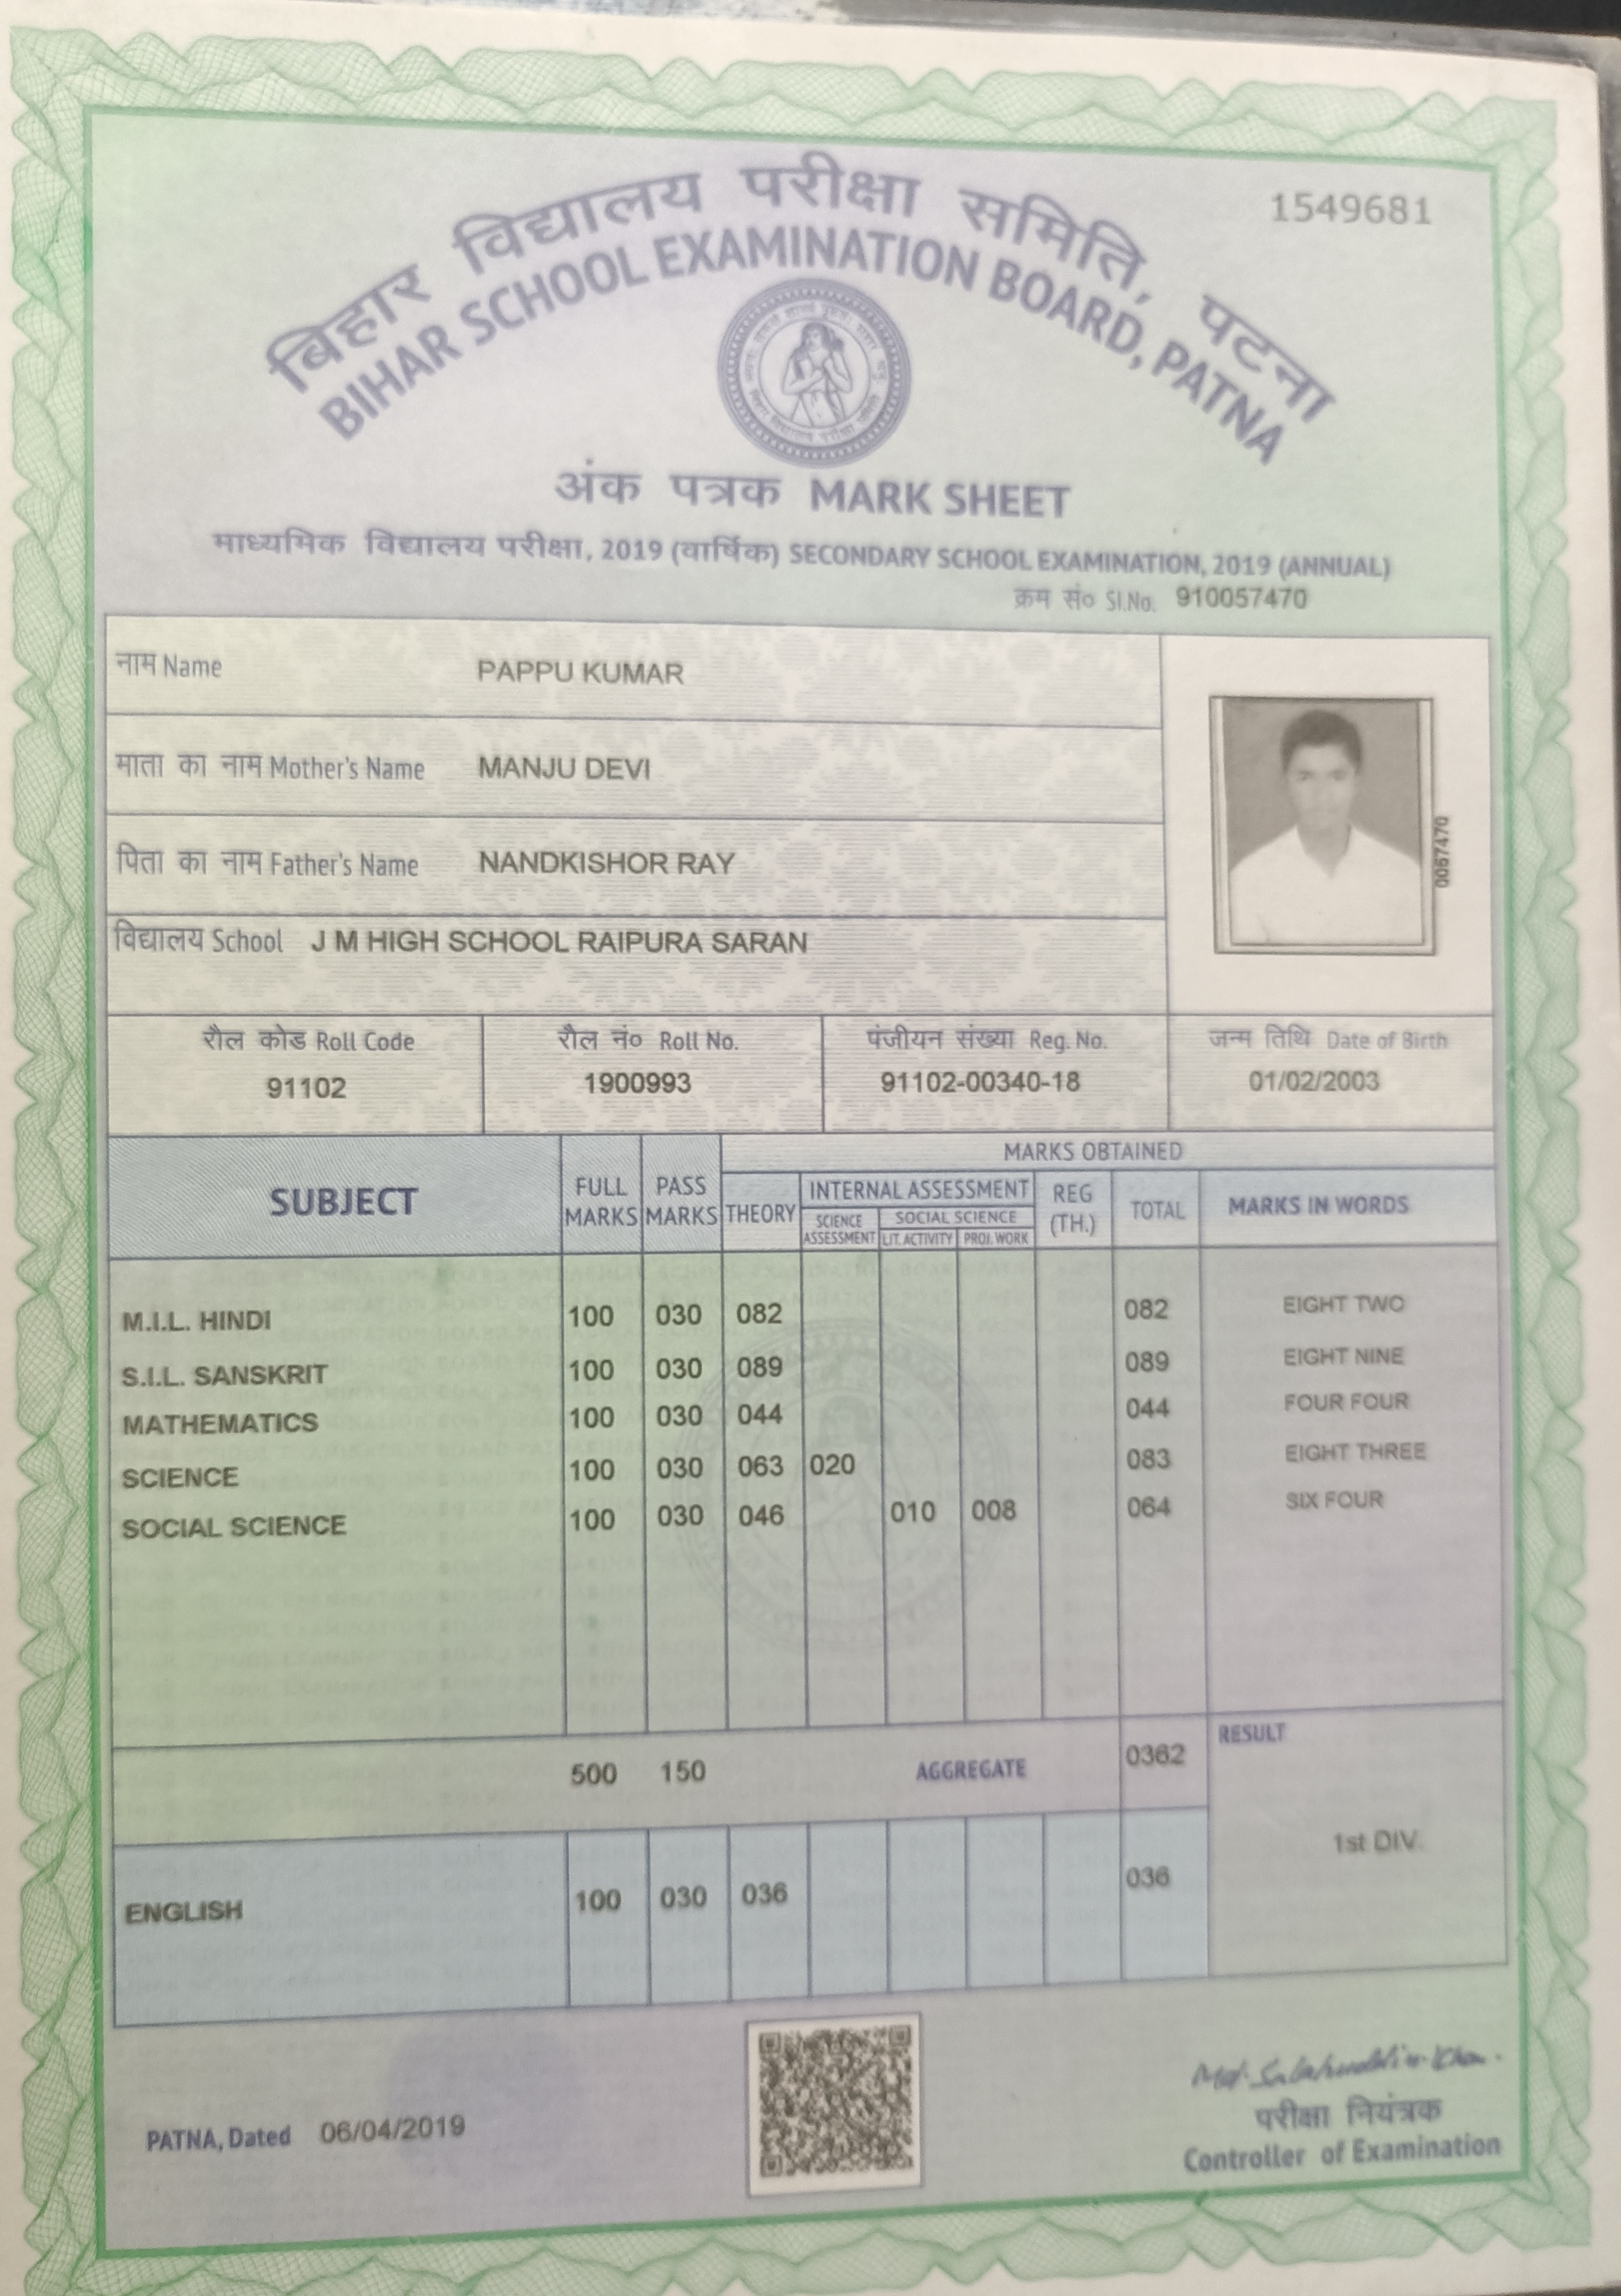 1549681
बिहार विद्यालय परीक्षा समिति, पटना
BIHAR SCHOOL EXAMINATION BOARD, PATNA
अंक पत्रक MARK SHEET
माध्यमिक विद्यालय परीक्षा, 2019 (वार्षिक) SECONDARY SCHOOL EXAMINATION, 2019 (ANNUAL)
क्रम सं० Sl.No. 910057470
नाम Name PAPPU KUMAR
माता का नाम Mother's Name MANJU DEVI
पिता का नाम Father's Name NANDKISHOR RAY
0067470
विद्यालय School J M HIGH SCHOOL RAIPURA SARAN
रौल कोड Roll Code रौल नं० Roll No. पंजीयन संख्या Reg. No. जन्म तिथि Date of Birth
91102 1900993 91102-00340-18 01/02/2003
MARKS OBTAINED
SUBJECT FULL MARKS PASS MARKS THEORY INTERNAL ASSESSMENT REG (TH.) TOTAL MARKS IN WORDS
SCIENCE ASSESSMENT SOCIAL SCIENCE
LIT. ACTIVITY PROJ. WORK
M.I.L. HINDI 100 030 082 082 EIGHT TWO
S.I.L. SANSKRIT 100 030 089 089 EIGHT NINE
MATHEMATICS 100 030 044 044 FOUR FOUR
SCIENCE 100 030 063 020 083 EIGHT THREE
SOCIAL SCIENCE 100 030 046 010 008 064 SIX FOUR
500 150 AGGREGATE 0362 RESULT
1st DIV.
ENGLISH 100 030 036 036
PATNA, Dated 06/04/2019
Md. Salahuddin Khan.
परीक्षा नियंत्रक
Controller of Examination